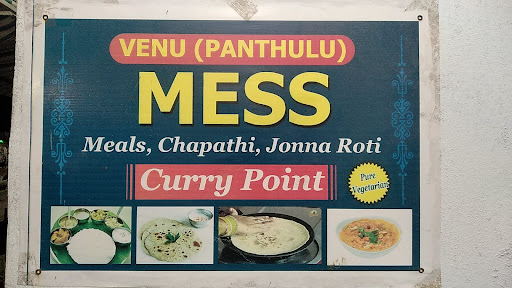 VENU (PANTHULU)
MESS
Meals, Chapathi, Jonna Roti
Curry Point
Pure
Vegetarian